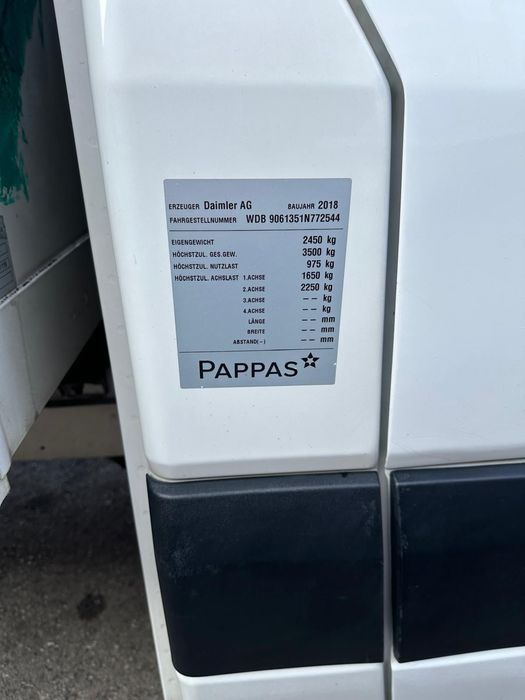 ERZEUGER Daimler AG BAUJAHR 2018
FAHRGESTELLNUMMER WDB 9061351N772544
EIGENGEWICHT 2450 kg
HÖCHSTZUL. GES.GEW. 3500 kg
HÖCHSTZUL. NUTZLAST 975 kg
HÖCHSTZUL. ACHSLAST 1.ACHSE 1650 kg
2.ACHSE 2250 kg
3.ACHSE -- kg
4.ACHSE -- kg
LÄNGE -- mm
BREITE -- mm
ABSTAND(-) -- mm
PAPPAS